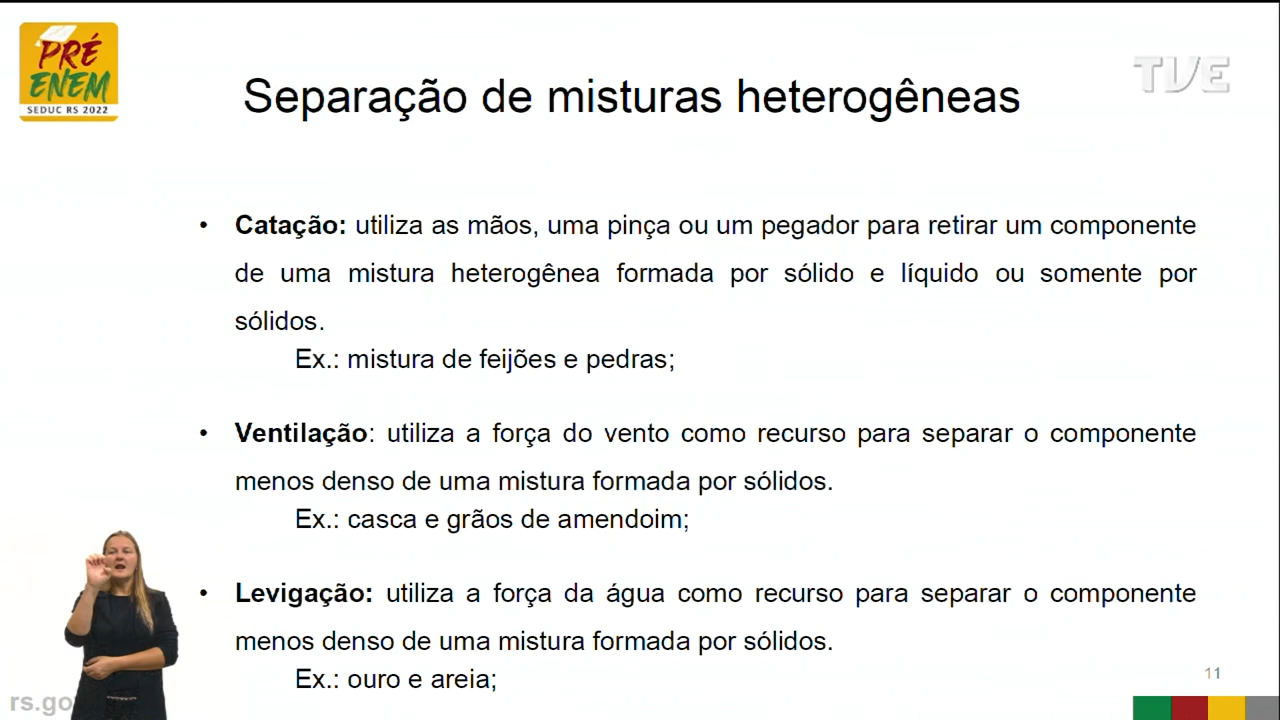 PRÉ
ENEM
SEDUC RS 2022
TVE
Separação de misturas heterogêneas
• Catação: utiliza as mãos, uma pinça ou um pegador para retirar um componente
de uma mistura heterogênea formada por sólido e líquido ou somente por
sólidos.
Ex.: mistura de feijões e pedras;
• Ventilação: utiliza a força do vento como recurso para separar o componente
menos denso de uma mistura formada por sólidos.
Ex.: casca e grãos de amendoim;
• Levigação: utiliza a força da água como recurso para separar o componente
menos denso de uma mistura formada por sólidos.
Ex.: ouro e areia;
11
rs.go